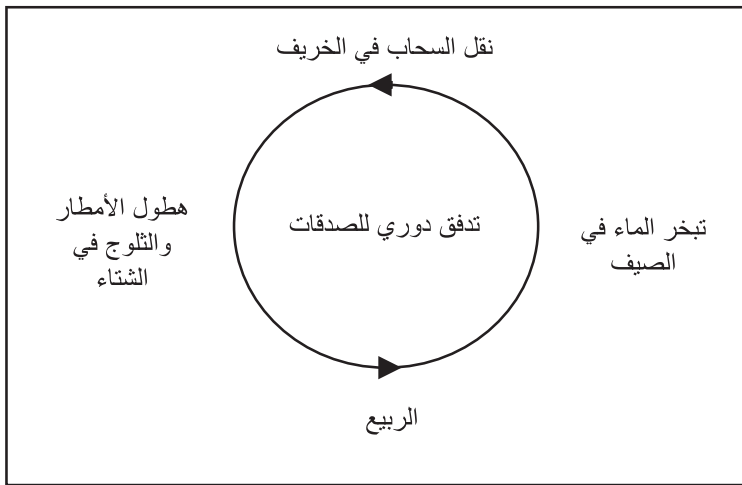 نقل السحاب في الخريف
هطول الأمطار
والثلوج في
الشتاء
تدفق دوري للصدقات
تبخر الماء في
الصيف
الربيع